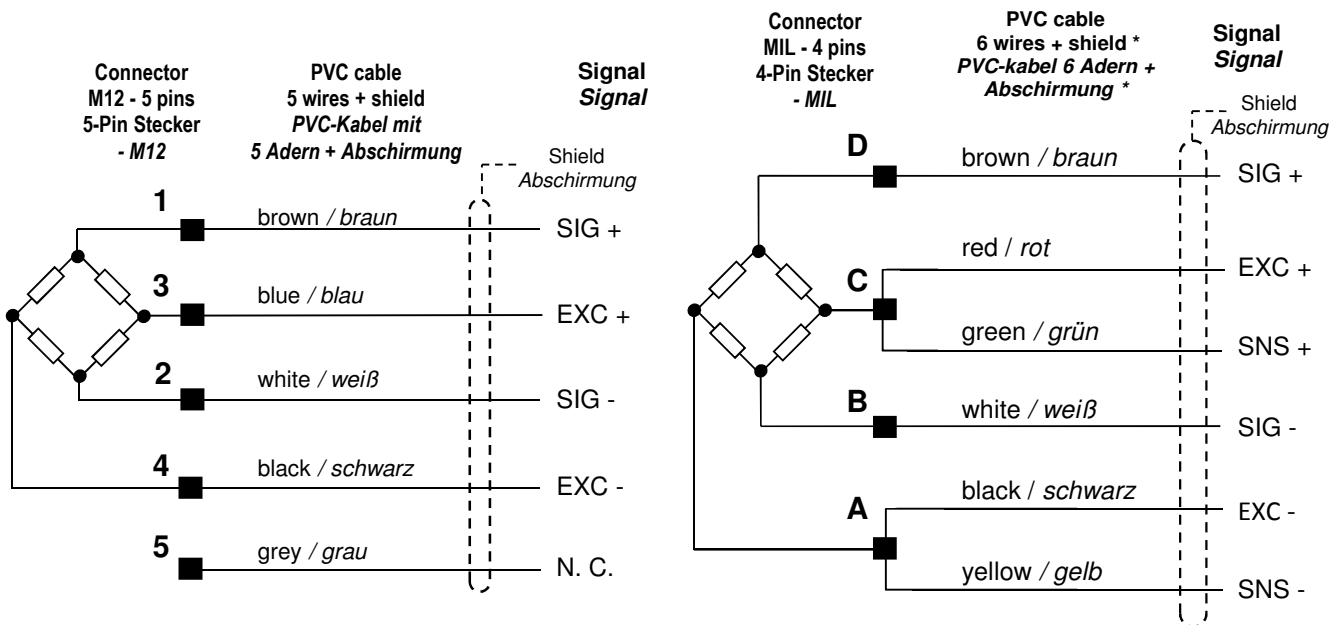 Connector
M12 - 5 pins
5-Pin Stecker
- M12
PVC cable
5 wires + shield
PVC-Kabel mit
5 Adern + Abschirmung
Signal
Signal
Shield
Abschirmung
1
brown / braun
SIG +
3
blue / blau
EXC +
2
white / weiß
SIG -
4
black / schwarz
EXC -
5
grey / grau
N. C.
Connector
MIL - 4 pins
4-Pin Stecker
- MIL
PVC cable
6 wires + shield *
PVC-kabel 6 Adern +
Abschirmung *
Signal
Signal
Shield
Abschirmung
D
brown / braun
SIG +
red / rot
EXC +
C
green / grün
SNS +
B
white / weiß
SIG -
black / schwarz
EXC -
A
yellow / gelb
SNS -